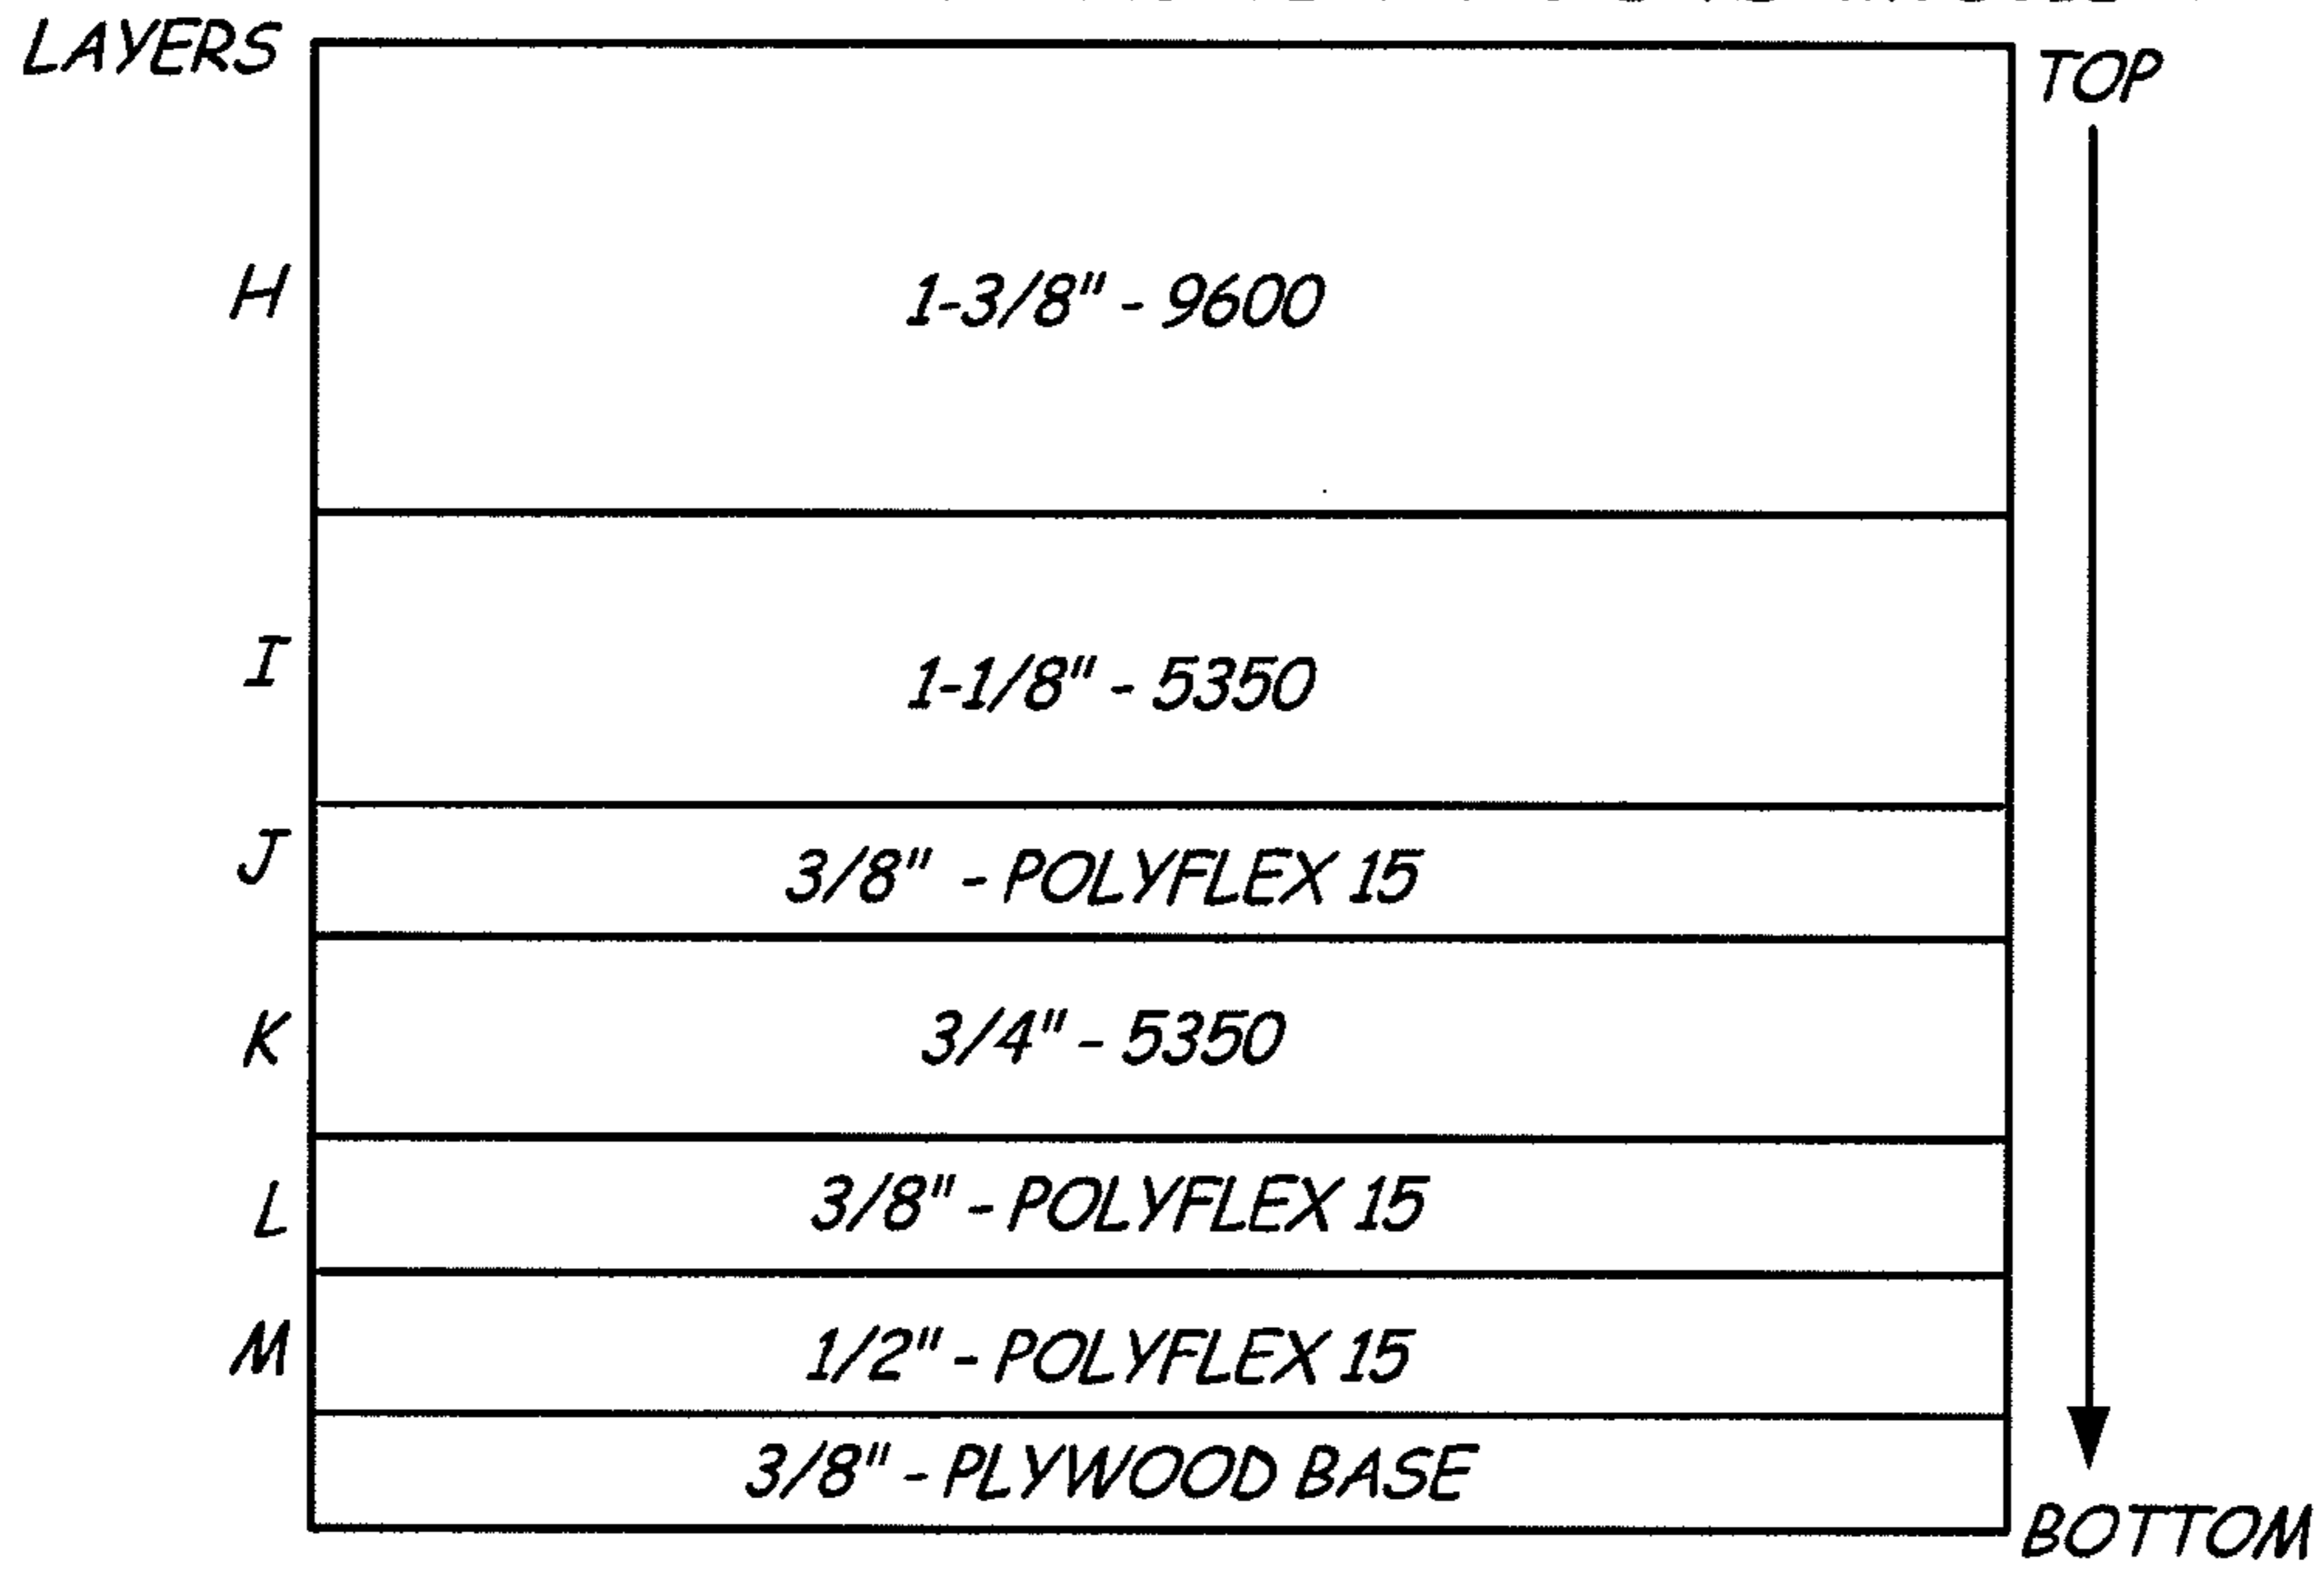 LAYERS
TOP
H
1-3/8" - 9600
I
1-1/8" - 5350
J
3/8" - POLYFLEX 15
K
3/4" - 5350
L
3/8" - POLYFLEX 15
M
1/2" - POLYFLEX 15
3/8" - PLYWOOD BASE
BOTTOM